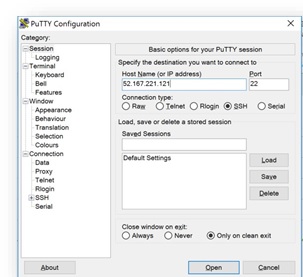 PuTTY Configuration
Category:
Session
Logging
Terminal
Keyboard
Bell
Features
Window
Appearance
Behaviour
Translation
Selection
Colours
Connection
Data
Proxy
Telnet
Rlogin
SSH
Serial
Basic options for your PuTTY session
Specify the destination you want to connect to
Host Name (or IP address) Port
52.167.221.121 22
Connection type:
Raw Telnet Rlogin SSH Serial
Load, save or delete a stored session
Saved Sessions
Default Settings
Load
Save
Delete
Close window on exit:
Always Never Only on clean exit
About Open Cancel